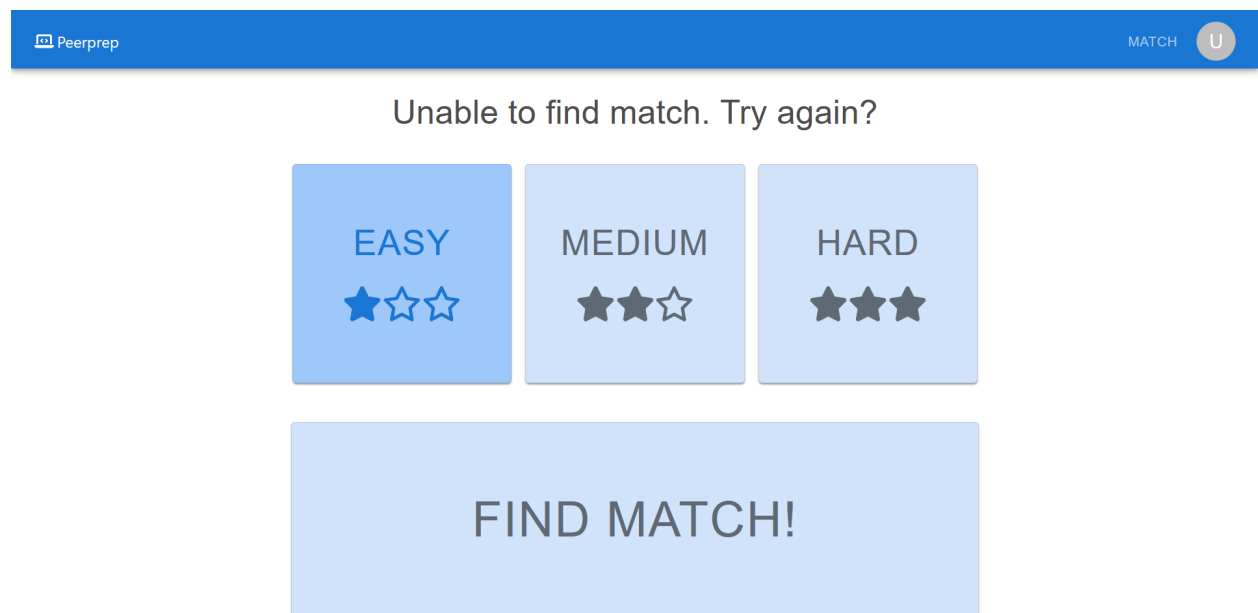 Peerprep
MATCH U
Unable to find match. Try again?
EASY MEDIUM HARD
FIND MATCH!